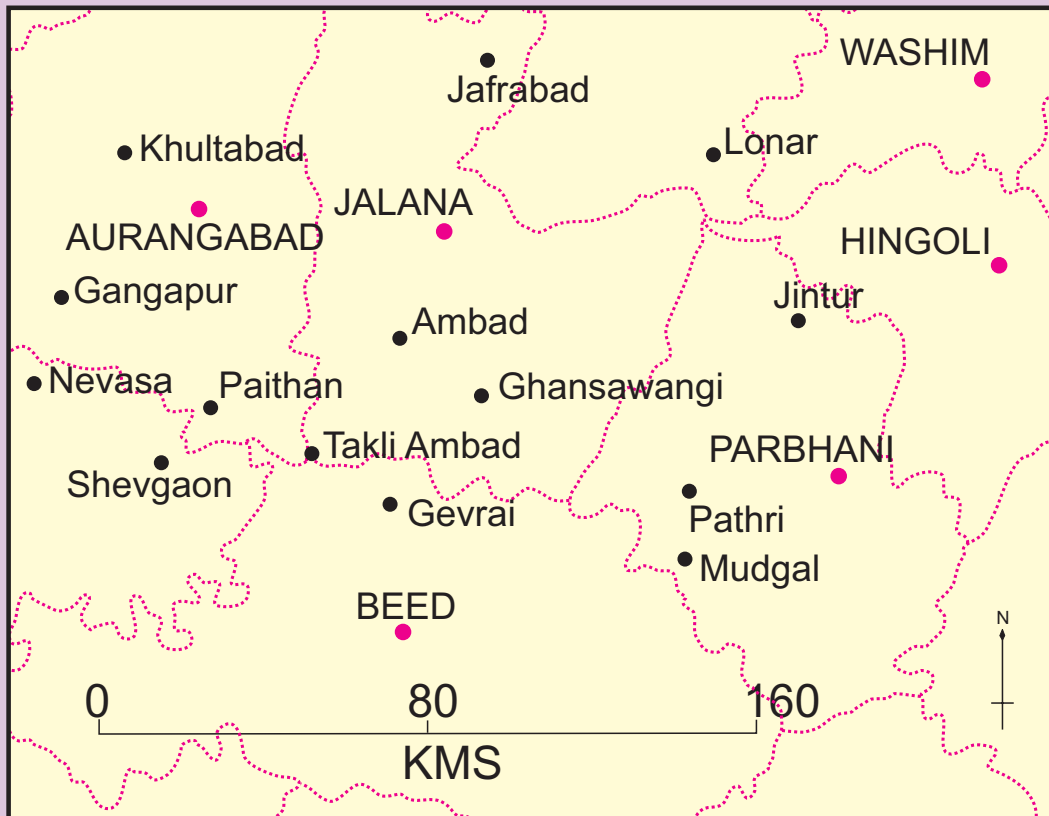 WASHIM
Jafrabad
Lonar
Khultabad
JALANA
AURANGABAD
HINGOLI
Gangapur
Jintur
Ambad
Nevasa
Paithan
Ghansawangi
Takli Ambad
PARBHANI
Shevgaon
Gevrai
Pathri
Mudgal
BEED
N
0 80 160
KMS